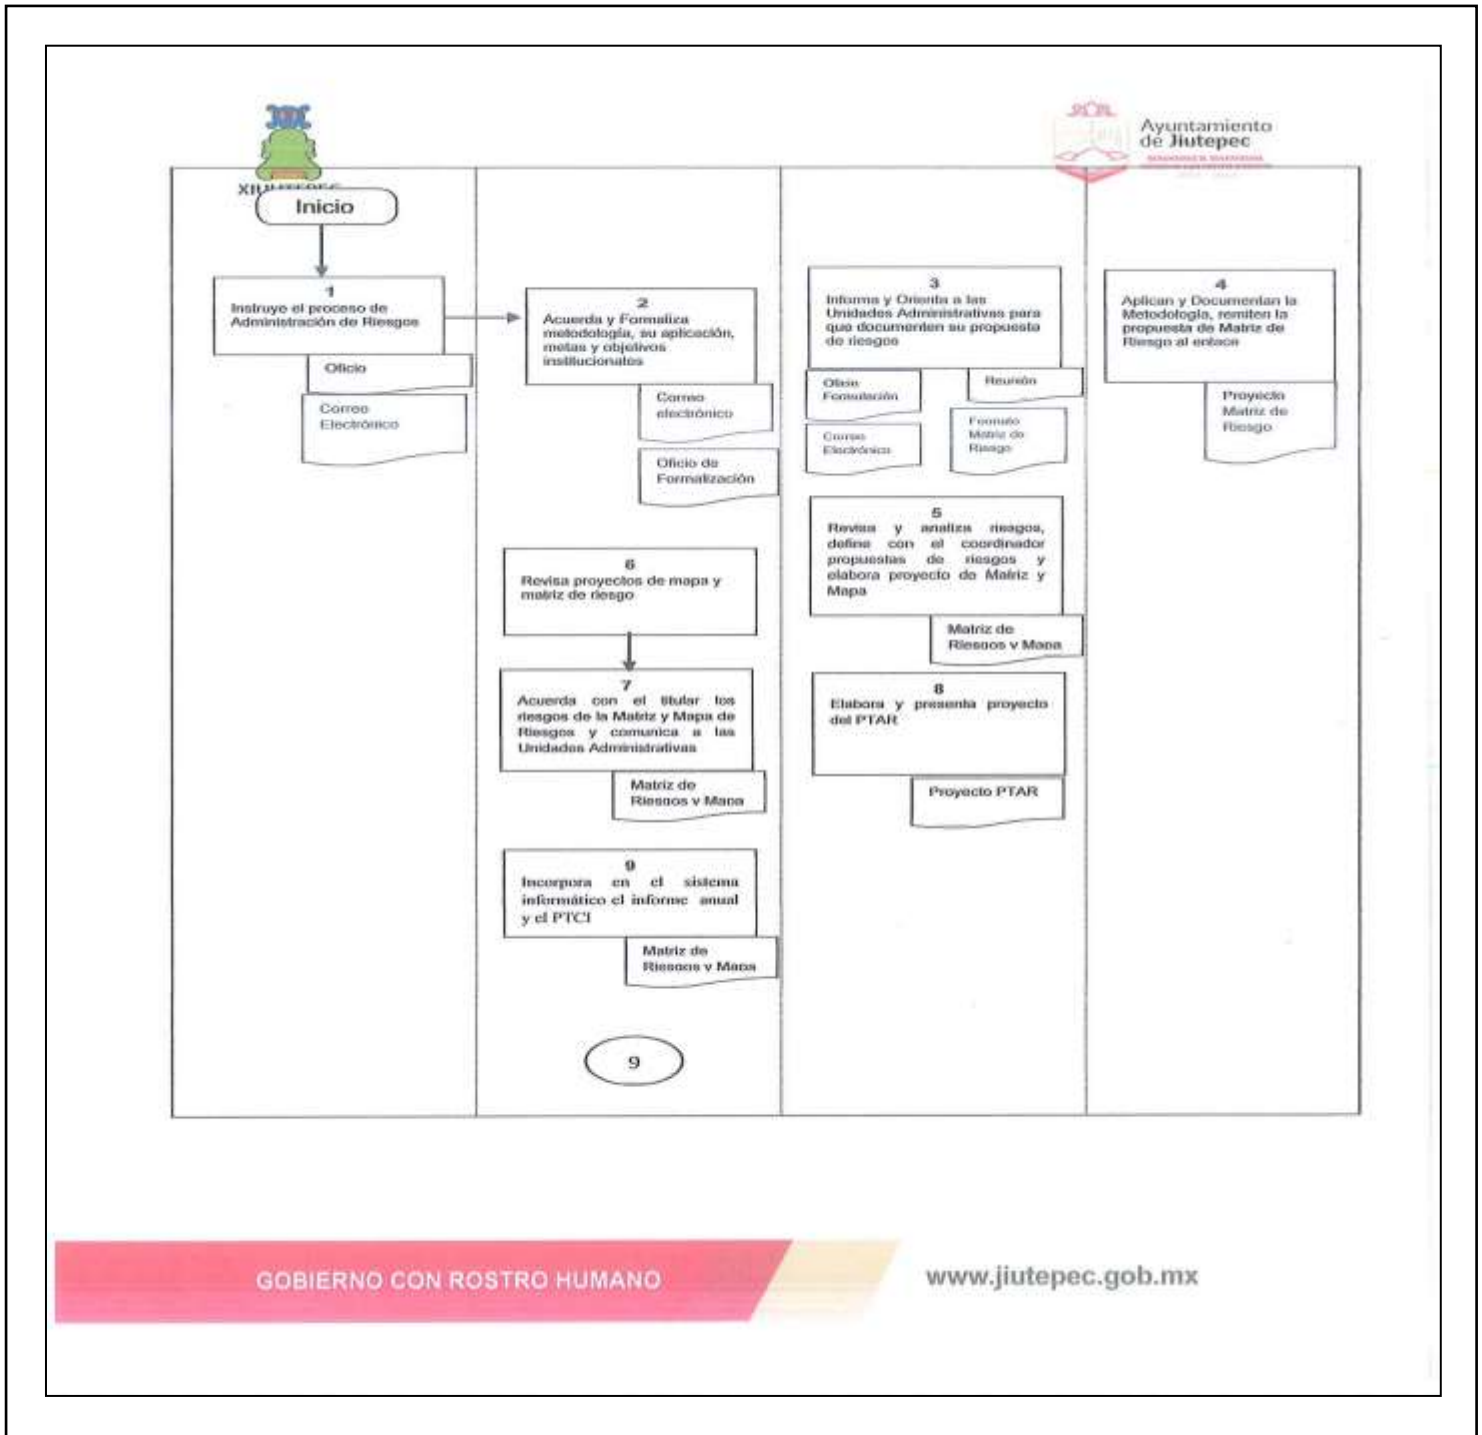 Ayuntamiento
de Jiutepec
Inicio
1
Instruye el proceso de
Administración de Riesgos
Oficio
Correo
Electrónico
2
Acuerda y Formaliza
metodología, su aplicación,
metas y objetivos
institucionales
Correo
electrónico
Oficio de
Formalización
3
Informa y Orienta a las
Unidades Administrativas para
que documenten su propuesta
de riesgos
Oficio
Formulación
Reunión
Correo
Electrónico
Formato
Matriz de
Riesgo
4
Aplican y Documentan la
Metodología, remiten la
propuesta de Matriz de
Riesgo al enlace
Proyecto
Matriz de
Riesgo
5
Revisa y analiza riesgos,
define con el coordinador
propuestas de riesgos y
elabora proyecto de Matriz y
Mapa
Matriz de
Riesgos y Mapa
6
Revisa proyectos de mapa y
matriz de riesgo
7
Acuerda con el titular los
riesgos de la Matriz y Mapa de
Riesgos y comunica a las
Unidades Administrativas
Matriz de
Riesgos y Mapa
8
Elabora y presenta proyecto
del PTAR
Proyecto PTAR
9
Incorpora en el sistema
informático el informe anual
y el PTCI
Matriz de
Riesgos y Mapa
9
GOBIERNO CON ROSTRO HUMANO
www.jiutepec.gob.mx